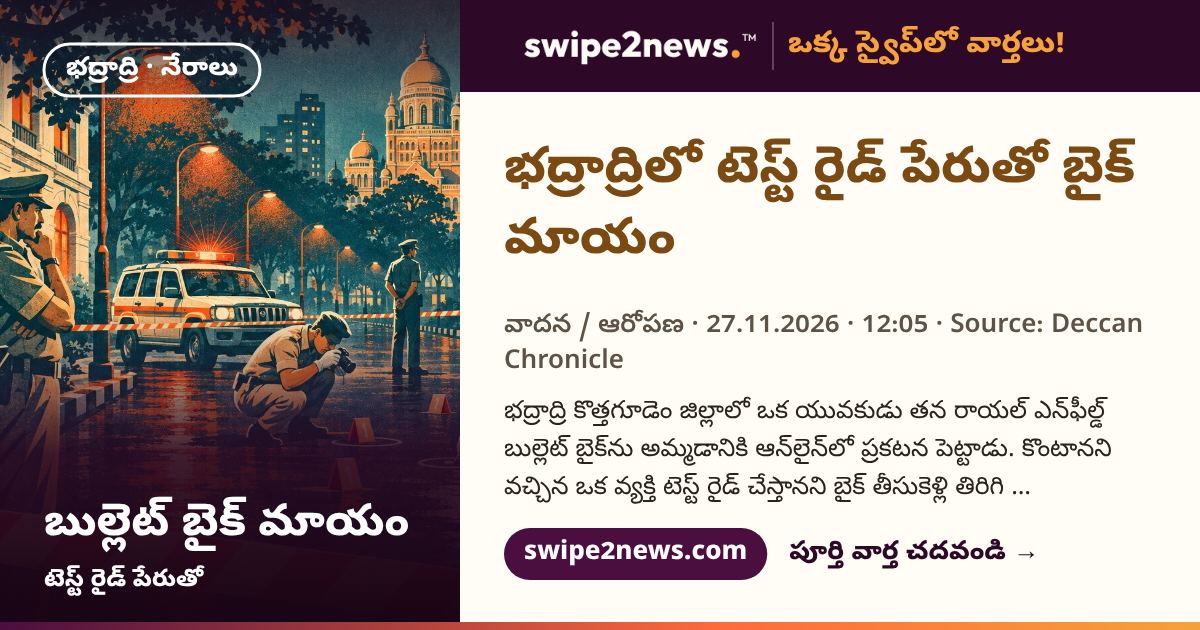 భద్రాద్రి · నేరాలు
బుల్లెట్ బైక్ మాయం
టెస్ట్ రైడ్ పేరుతో
swipe2news.™ ఒక్క స్వైప్‌లో వార్తలు!
భద్రాద్రిలో టెస్ట్ రైడ్ పేరుతో బైక్
మాయం
వాదన / ఆరోపణ · 27.11.2026 · 12:05 · Source: Deccan
Chronicle
భద్రాద్రి కొత్తగూడెం జిల్లాలో ఒక యువకుడు తన రాయల్ ఎన్‌ఫీల్డ్
బుల్లెట్ బైక్‌ను అమ్మడానికి ఆన్‌లైన్‌లో ప్రకటన పెట్టాడు. కొంటానని
వచ్చిన ఒక వ్యక్తి టెస్ట్ రైడ్ చేస్తానని బైక్ తీసుకెళ్లి తిరిగి ...
swipe2news.com పూర్తి వార్త చదవండి →